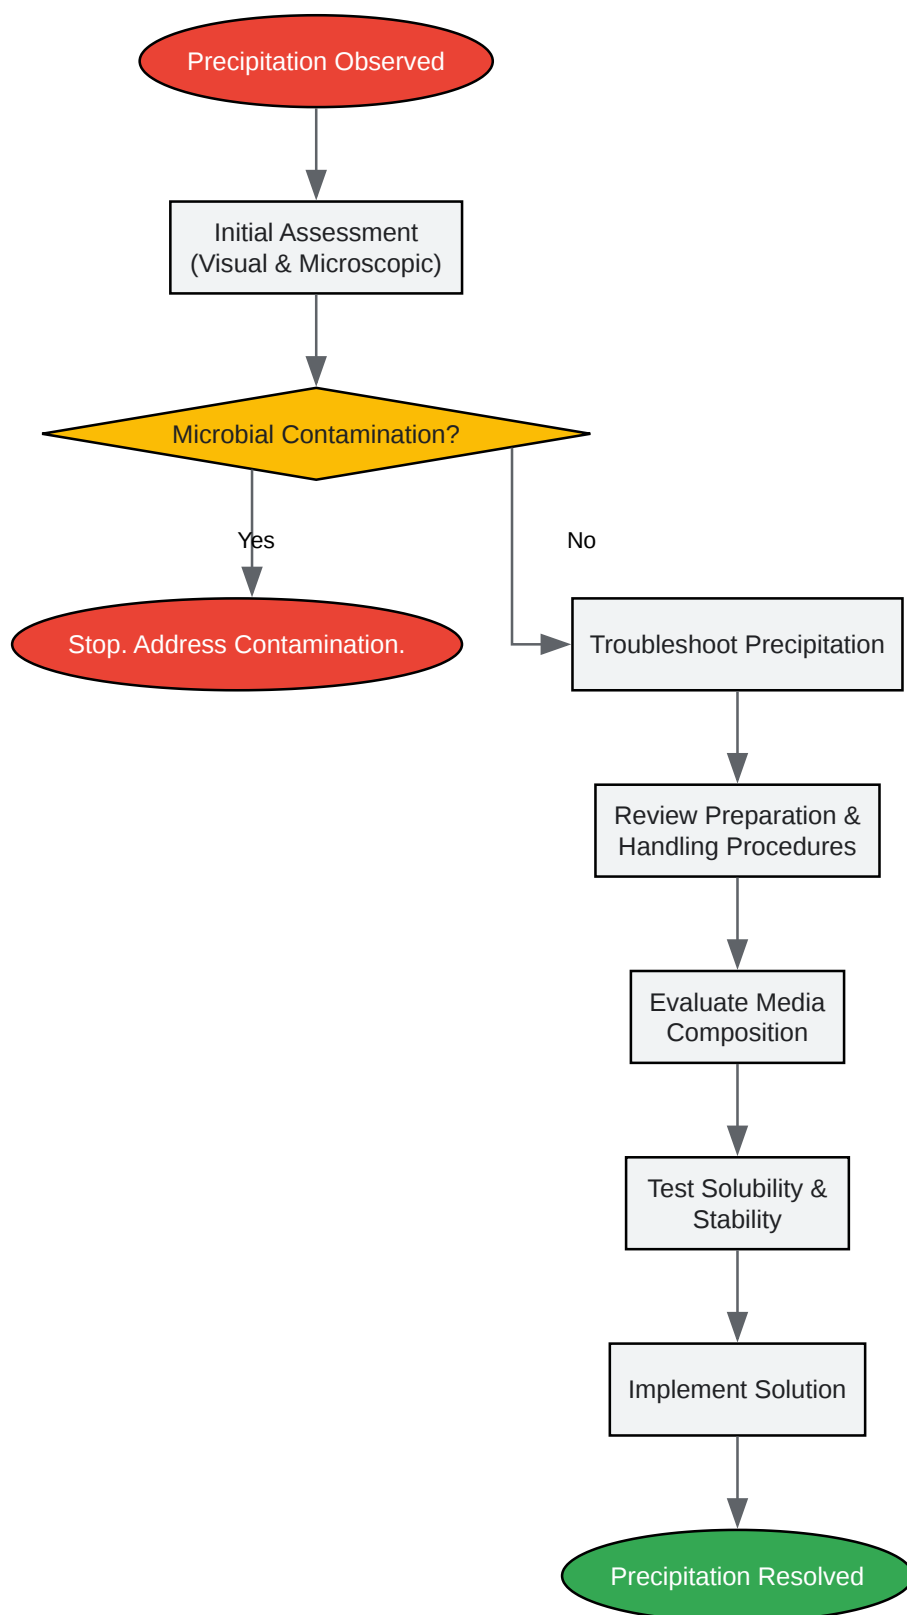 Precipitation Observed
Initial Assessment
(Visual & Microscopic)
Microbial Contamination?
Yes
No
Stop. Address Contamination.
Troubleshoot Precipitation
Review Preparation &
Handling Procedures
Evaluate Media
Composition
Test Solubility &
Stability
Implement Solution
Precipitation Resolved